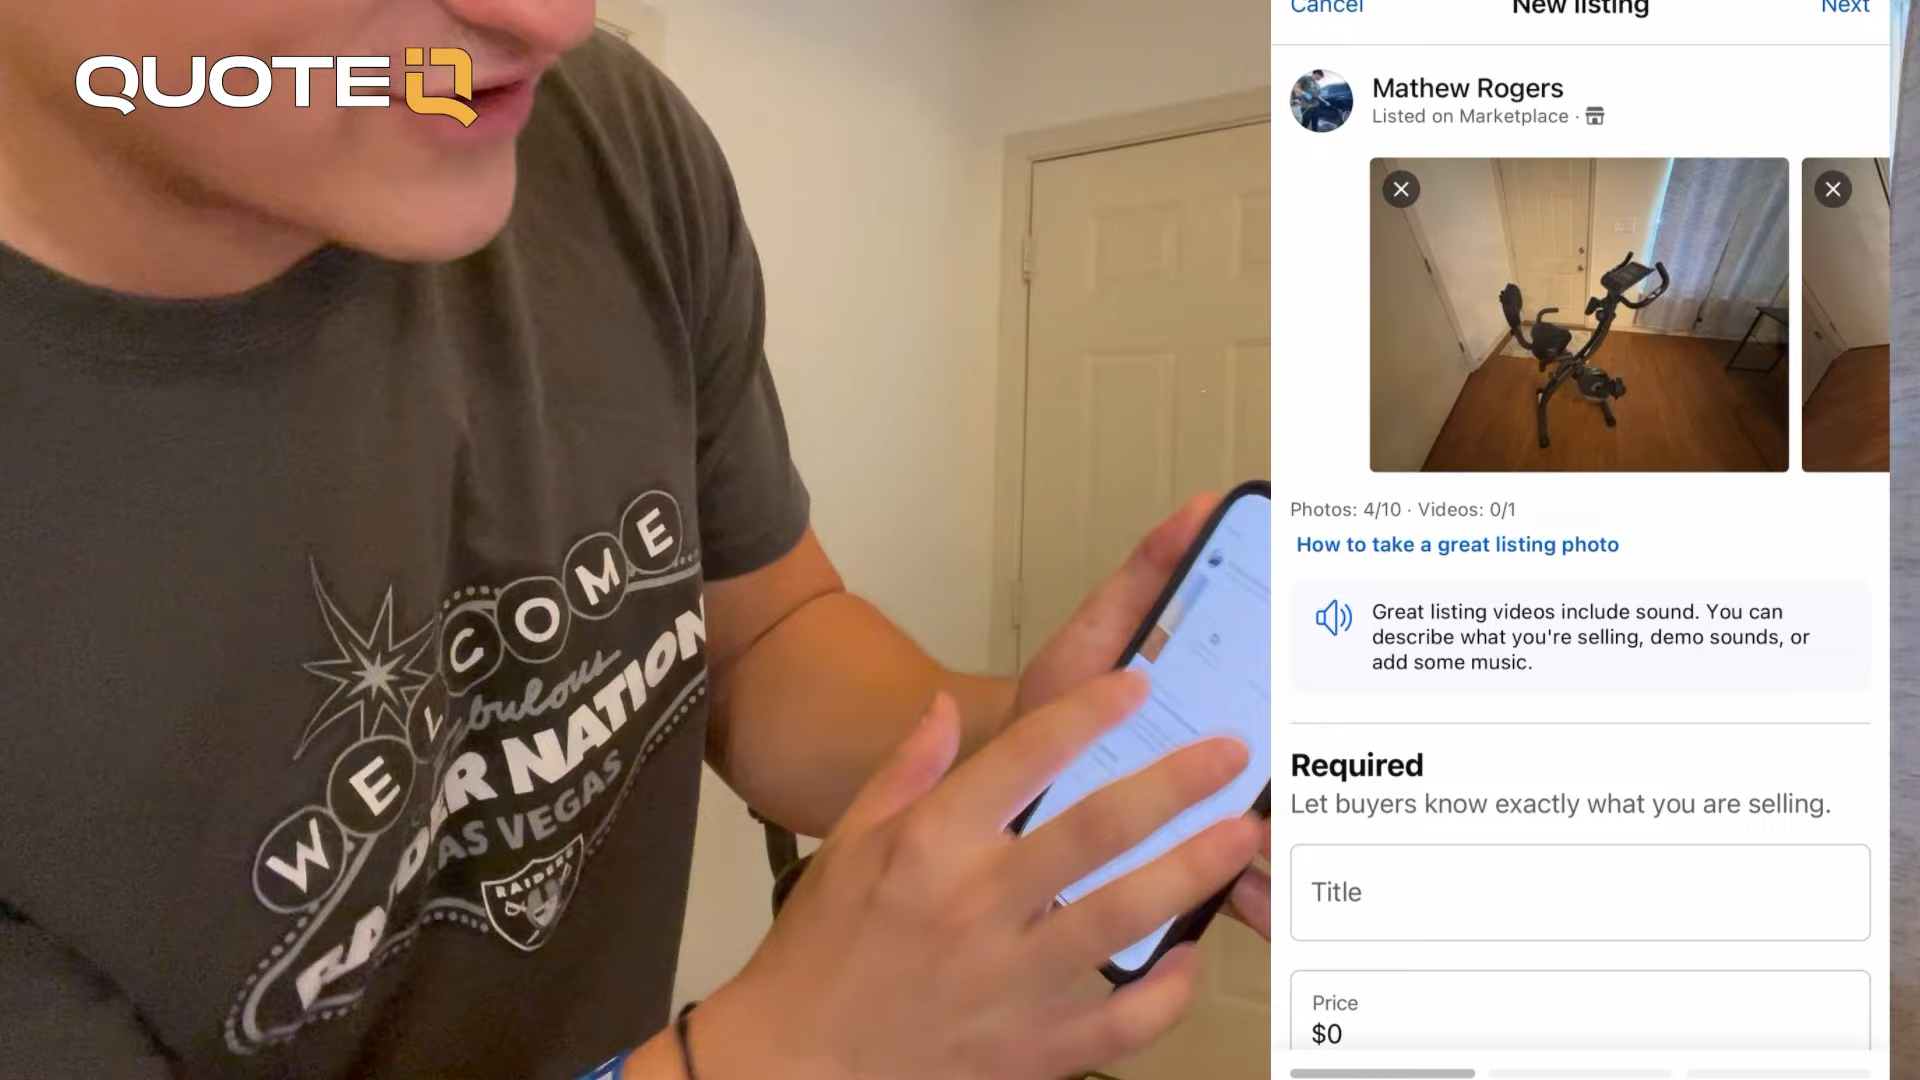 QUOTE IQ
WELCOME
RAIDER NATION
LAS VEGAS
RAIDERS
Cancel
New listing
Next
Mathew Rogers
Listed on Marketplace ·
Photos: 4/10 · Videos: 0/1
How to take a great listing photo
Great listing videos include sound. You can
describe what you're selling, demo sounds, or
add some music.
Required
Let buyers know exactly what you are selling.
Title
Price
$0